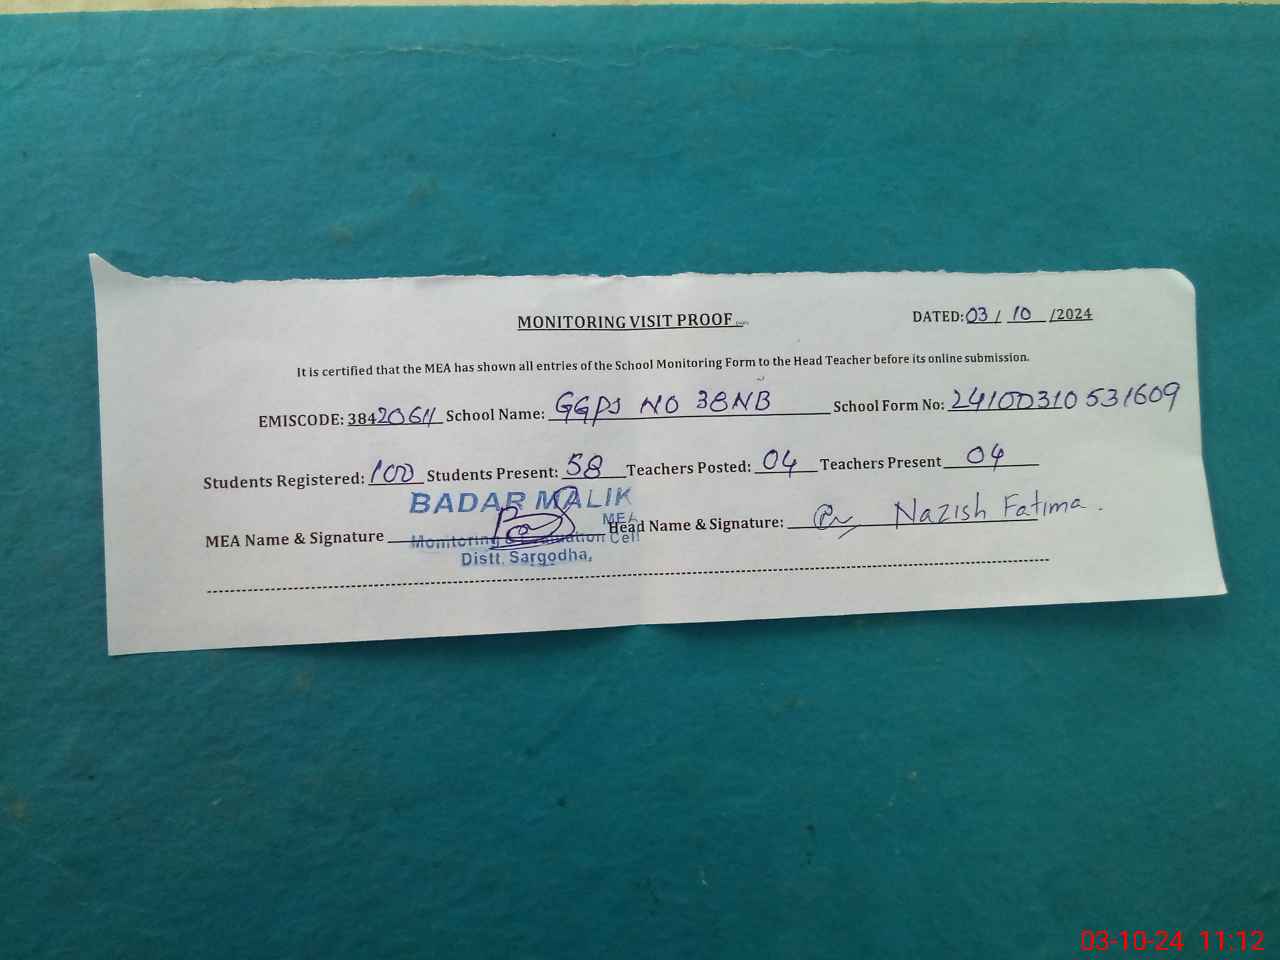 MONITORING VISIT PROOF
DATED: 03 / 10 /2024
It is certified that the MEA has shown all entries of the School Monitoring Form to the Head Teacher before its online submission.
EMISCODE: 38420611 School Name: GGPS NO 38NB School Form No: 24100310531609
Students Registered: 100 Students Present: 58 Teachers Posted: 04 Teachers Present 04
BADAR MALIK
MEA
MEA Name & Signature Head Name & Signature: Nazish Fatima.
Monitoring & Evaluation Cell
Distt. Sargodha.
03-10-24 11:12